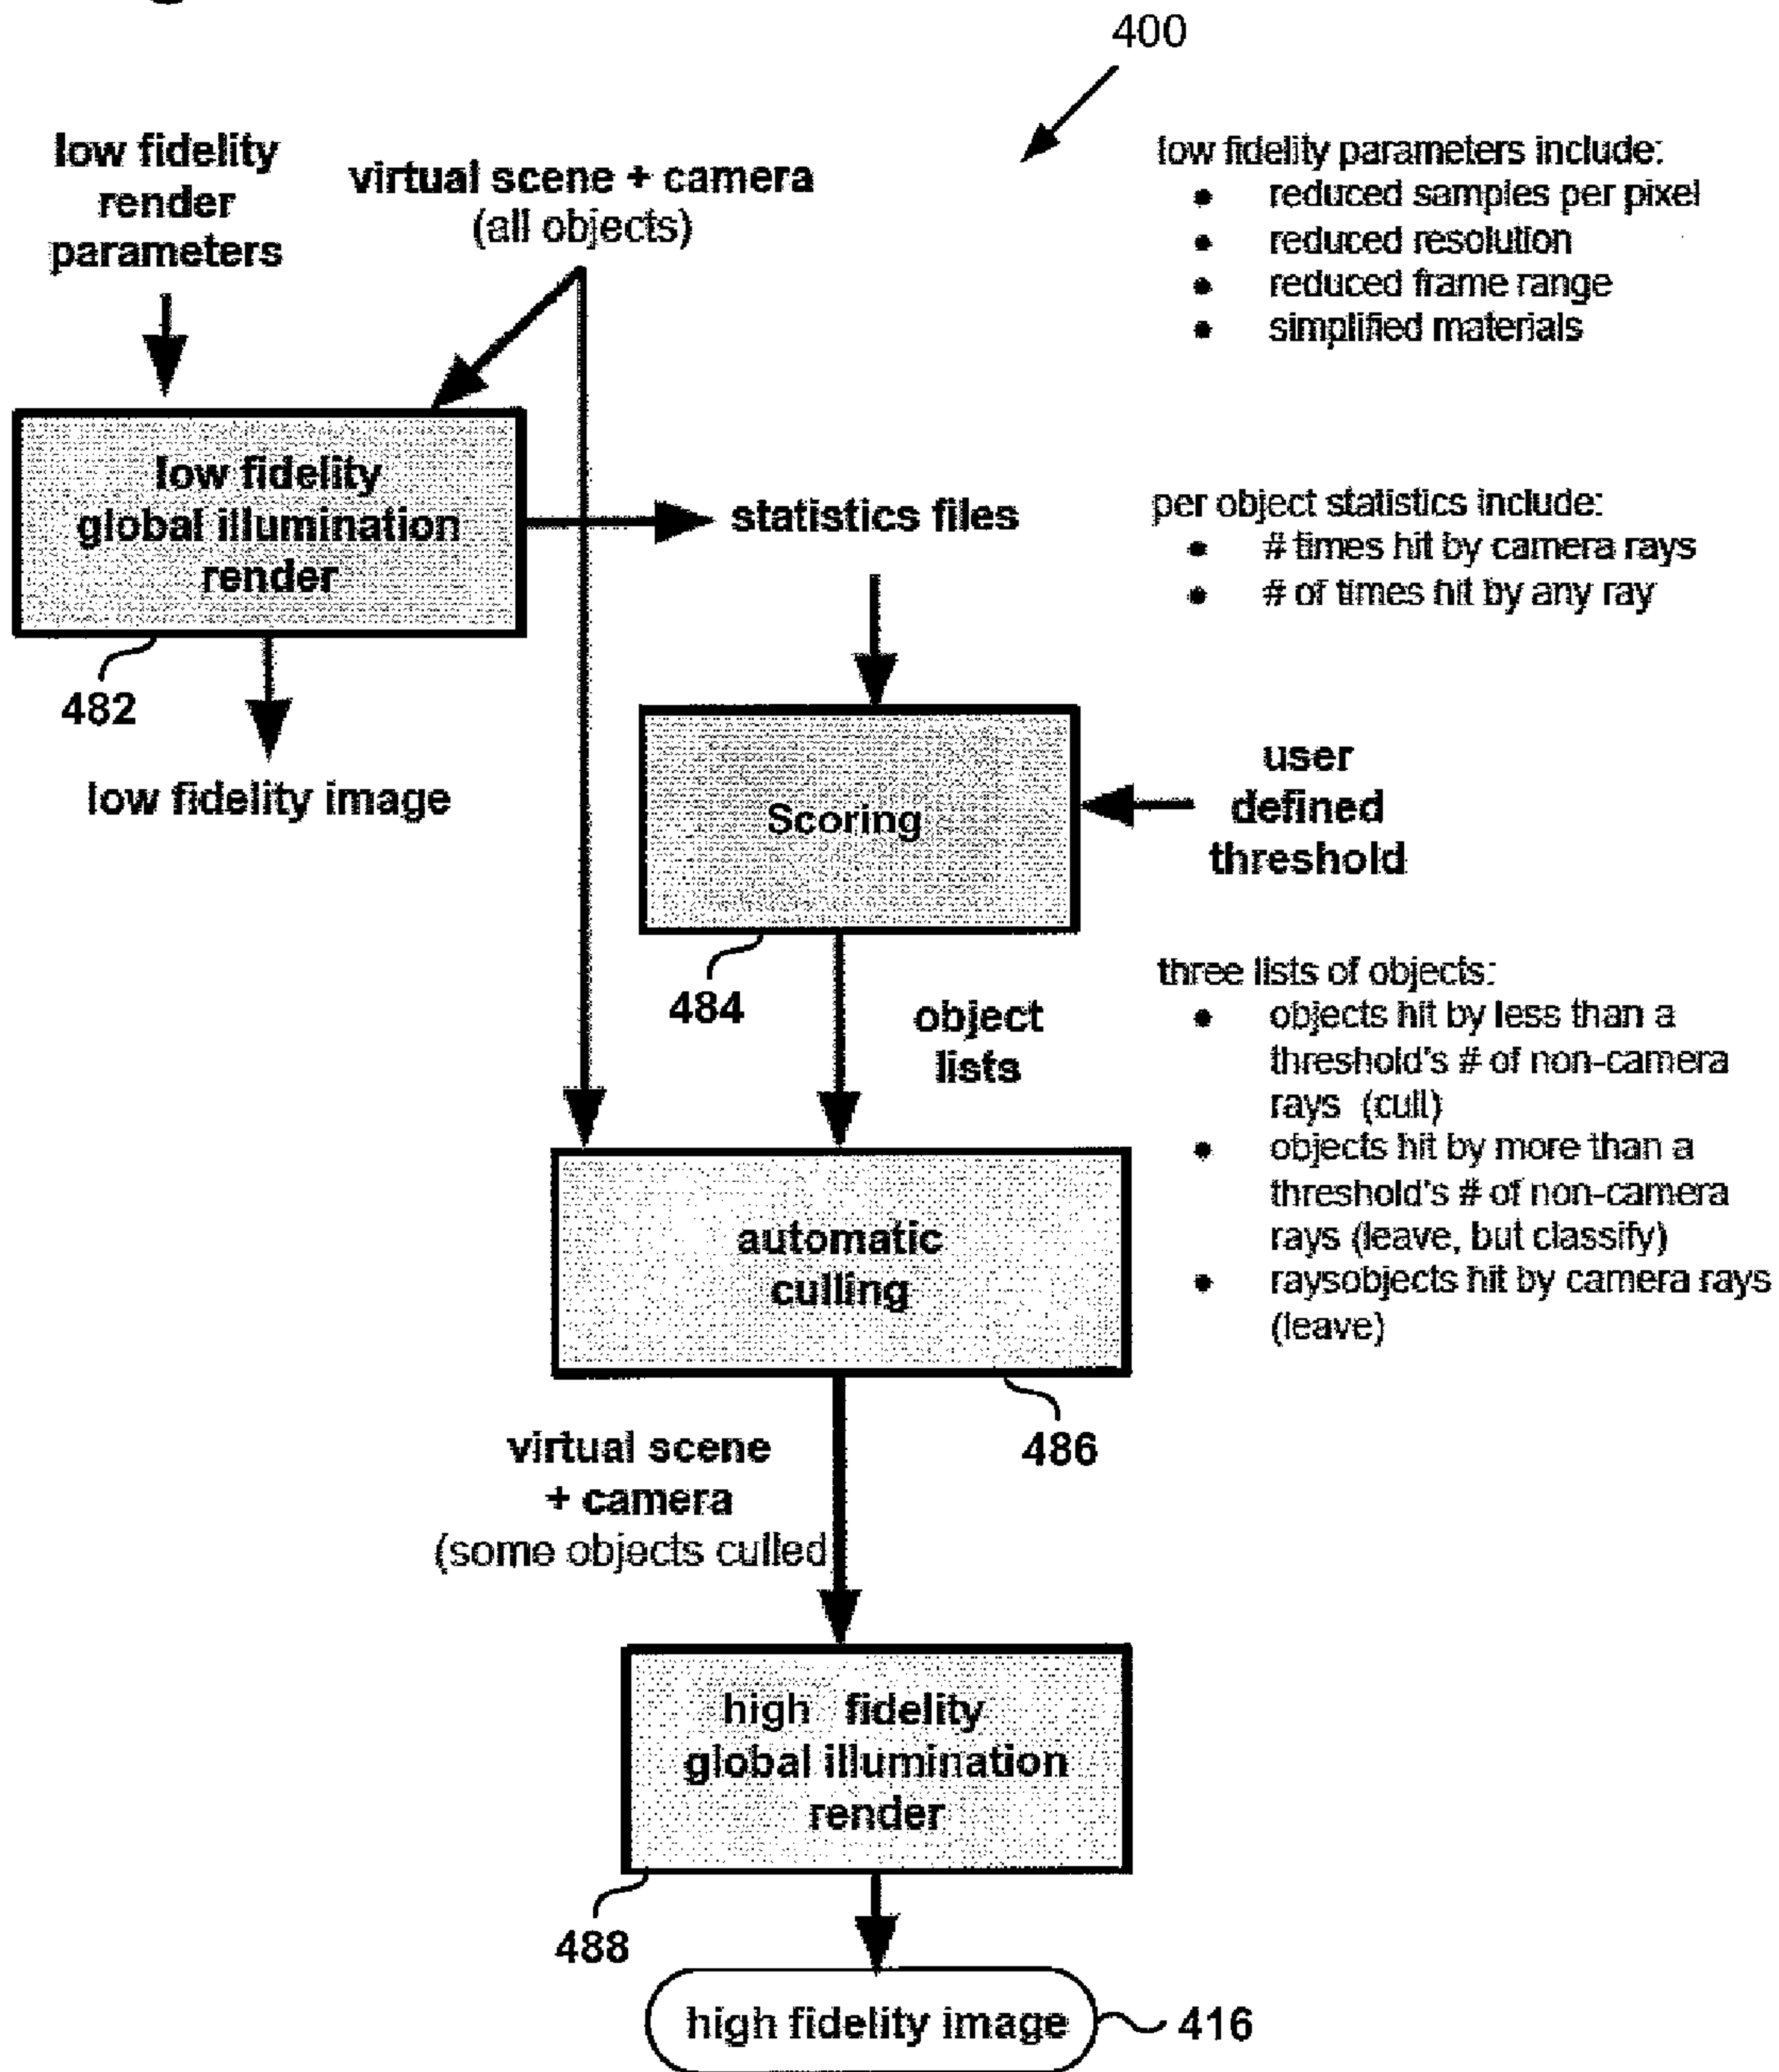 400
low fidelity
render
parameters
virtual scene + camera
(all objects)
low fidelity parameters include:
• reduced samples per pixel
• reduced resolution
• reduced frame range
• simplified materials
low fidelity
global illumination
render
482
low fidelity image
statistics files
per object statistics include:
• # times hit by camera rays
• # of times hit by any ray
Scoring
484
user
defined
threshold
object
lists
three lists of objects:
• objects hit by less than a
threshold's # of non-camera
rays (cull)
• objects hit by more than a
threshold's # of non-camera
rays (leave, but classify)
• raysobjects hit by camera rays
(leave)
automatic
culling
486
virtual scene
+ camera
(some objects culled
high fidelity
global illumination
render
488
high fidelity image
416